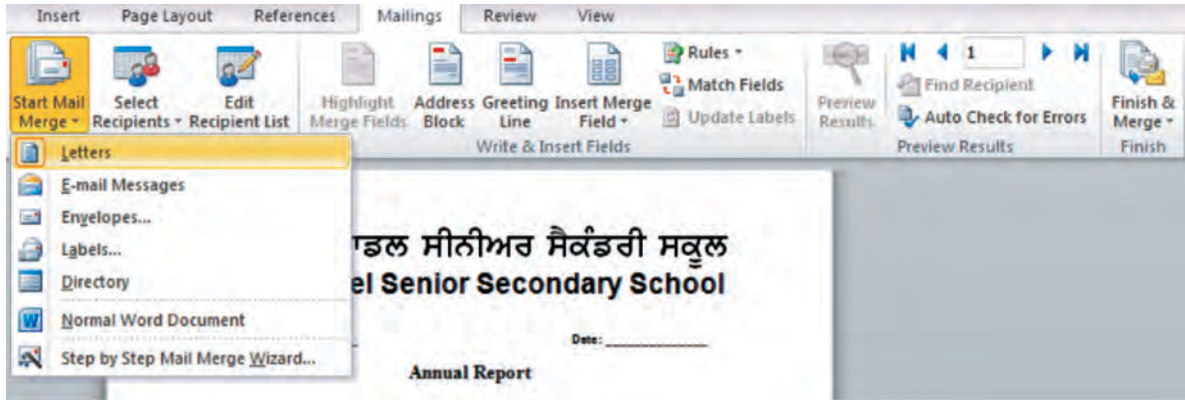 Insert Page Layout References Mailings Review View
Start Mail Merge Select Recipients Edit Recipient List Highlight Merge Fields Address Block Greeting Line Insert Merge Field Rules Match Fields Update Labels Preview Results 1 Find Recipient Auto Check for Errors Finish & Merge
Write & Insert Fields Preview Results Finish
Letters
E-mail Messages
Envelopes...
Labels...
Directory
Normal Word Document
Step by Step Mail Merge Wizard...
ਾਡਲ ਸੀਨੀਅਰ ਸੈਕੰਡਰੀ ਸਕੂਲ
el Senior Secondary School
Date:
Annual Report